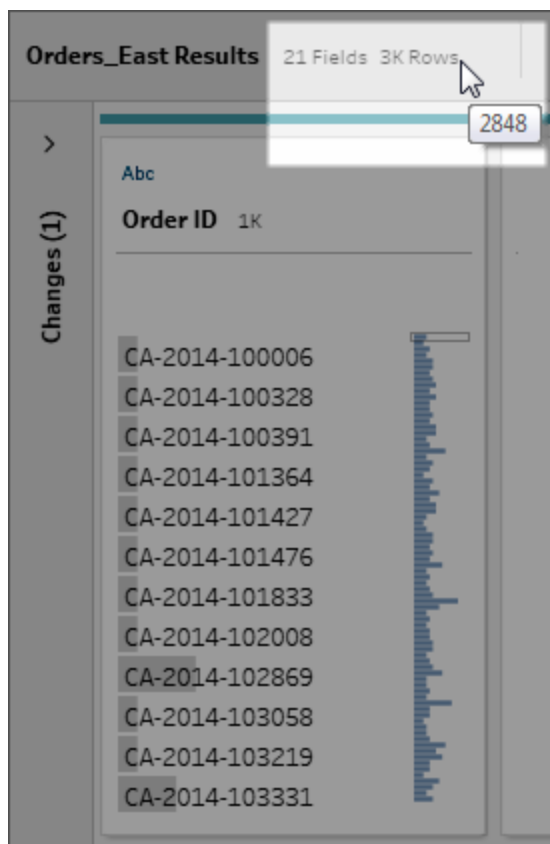 Orders_East Results 21 Fields 3K Rows
2848
Changes (1)
Abc
Order ID 1K
CA-2014-100006
CA-2014-100328
CA-2014-100391
CA-2014-101364
CA-2014-101427
CA-2014-101476
CA-2014-101833
CA-2014-102008
CA-2014-102869
CA-2014-103058
CA-2014-103219
CA-2014-103331